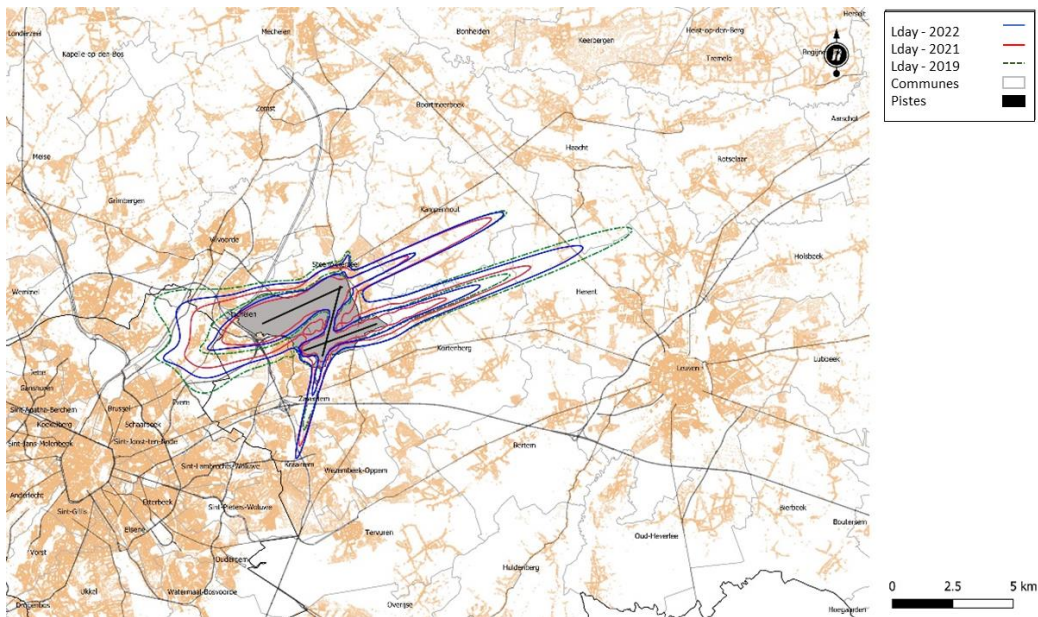 Londerzeel
Mechelen
Bonheiden
Herselt
Kapelle-op-den-Bos
Keerbergen
Heist-op-den-Berg
Tremelo
Zemst
Boortmeerbeek
Aarschot
Meise
Haacht
Rotselaar
Grimbergen
Kampenhout
Vilvoorde
Holsbeek
Wemmel
Herent
Kortenberg
Lubbeek
Leuven
Jette
Ganshoren
Evere
Zaventem
Sint-Agatha-Berchem
Brussel
Koekelberg
Schaarbeek
Sint-Jans-Molenbeek
Sint-Joost-ten-Node
Bertem
Sint-Lambrechts-Woluwe
Kraainem
Wezembeek-Oppem
Anderlecht
Etterbeek
Sint-Gillis
Sint-Pieters-Woluwe
Bierbeek
Boutersem
Elsene
Tervuren
Oud-Heverlee
Vorst
Oudergem
Huldenberg
Ukkel
Watermaal-Bosvoorde
Drogenbos
Overijse
Hoegaarden
Lday - 2022
Lday - 2021
Lday - 2019
Communes
Pistes
0 2.5 5 km